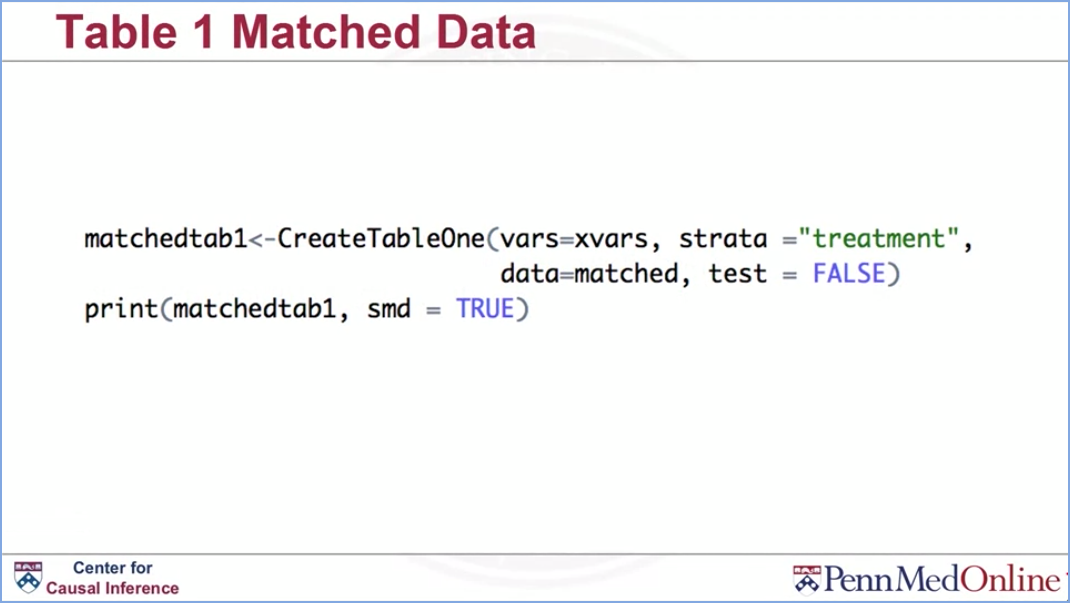 Table 1 Matched Data
matchedtab1<-CreateTableOne(vars=xvars, strata ="treatment",
data=matched, test = FALSE)
print(matchedtab1, smd = TRUE)
Center for
Causal Inference
PennMedOnline